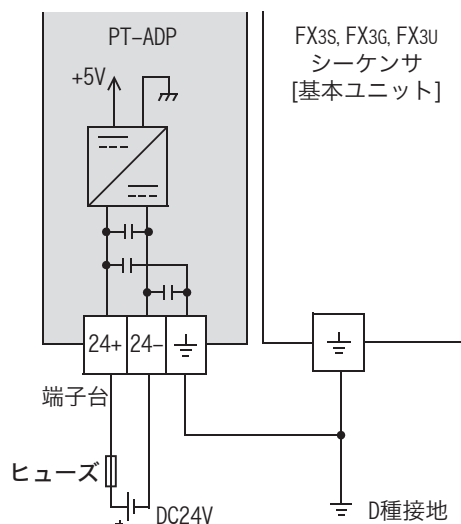 PT-ADP
+5V
FX3S, FX3G, FX3U
シーケンサ
[基本ユニット]
24+
24-
端子台
ヒューズ
+
DC24V
D種接地